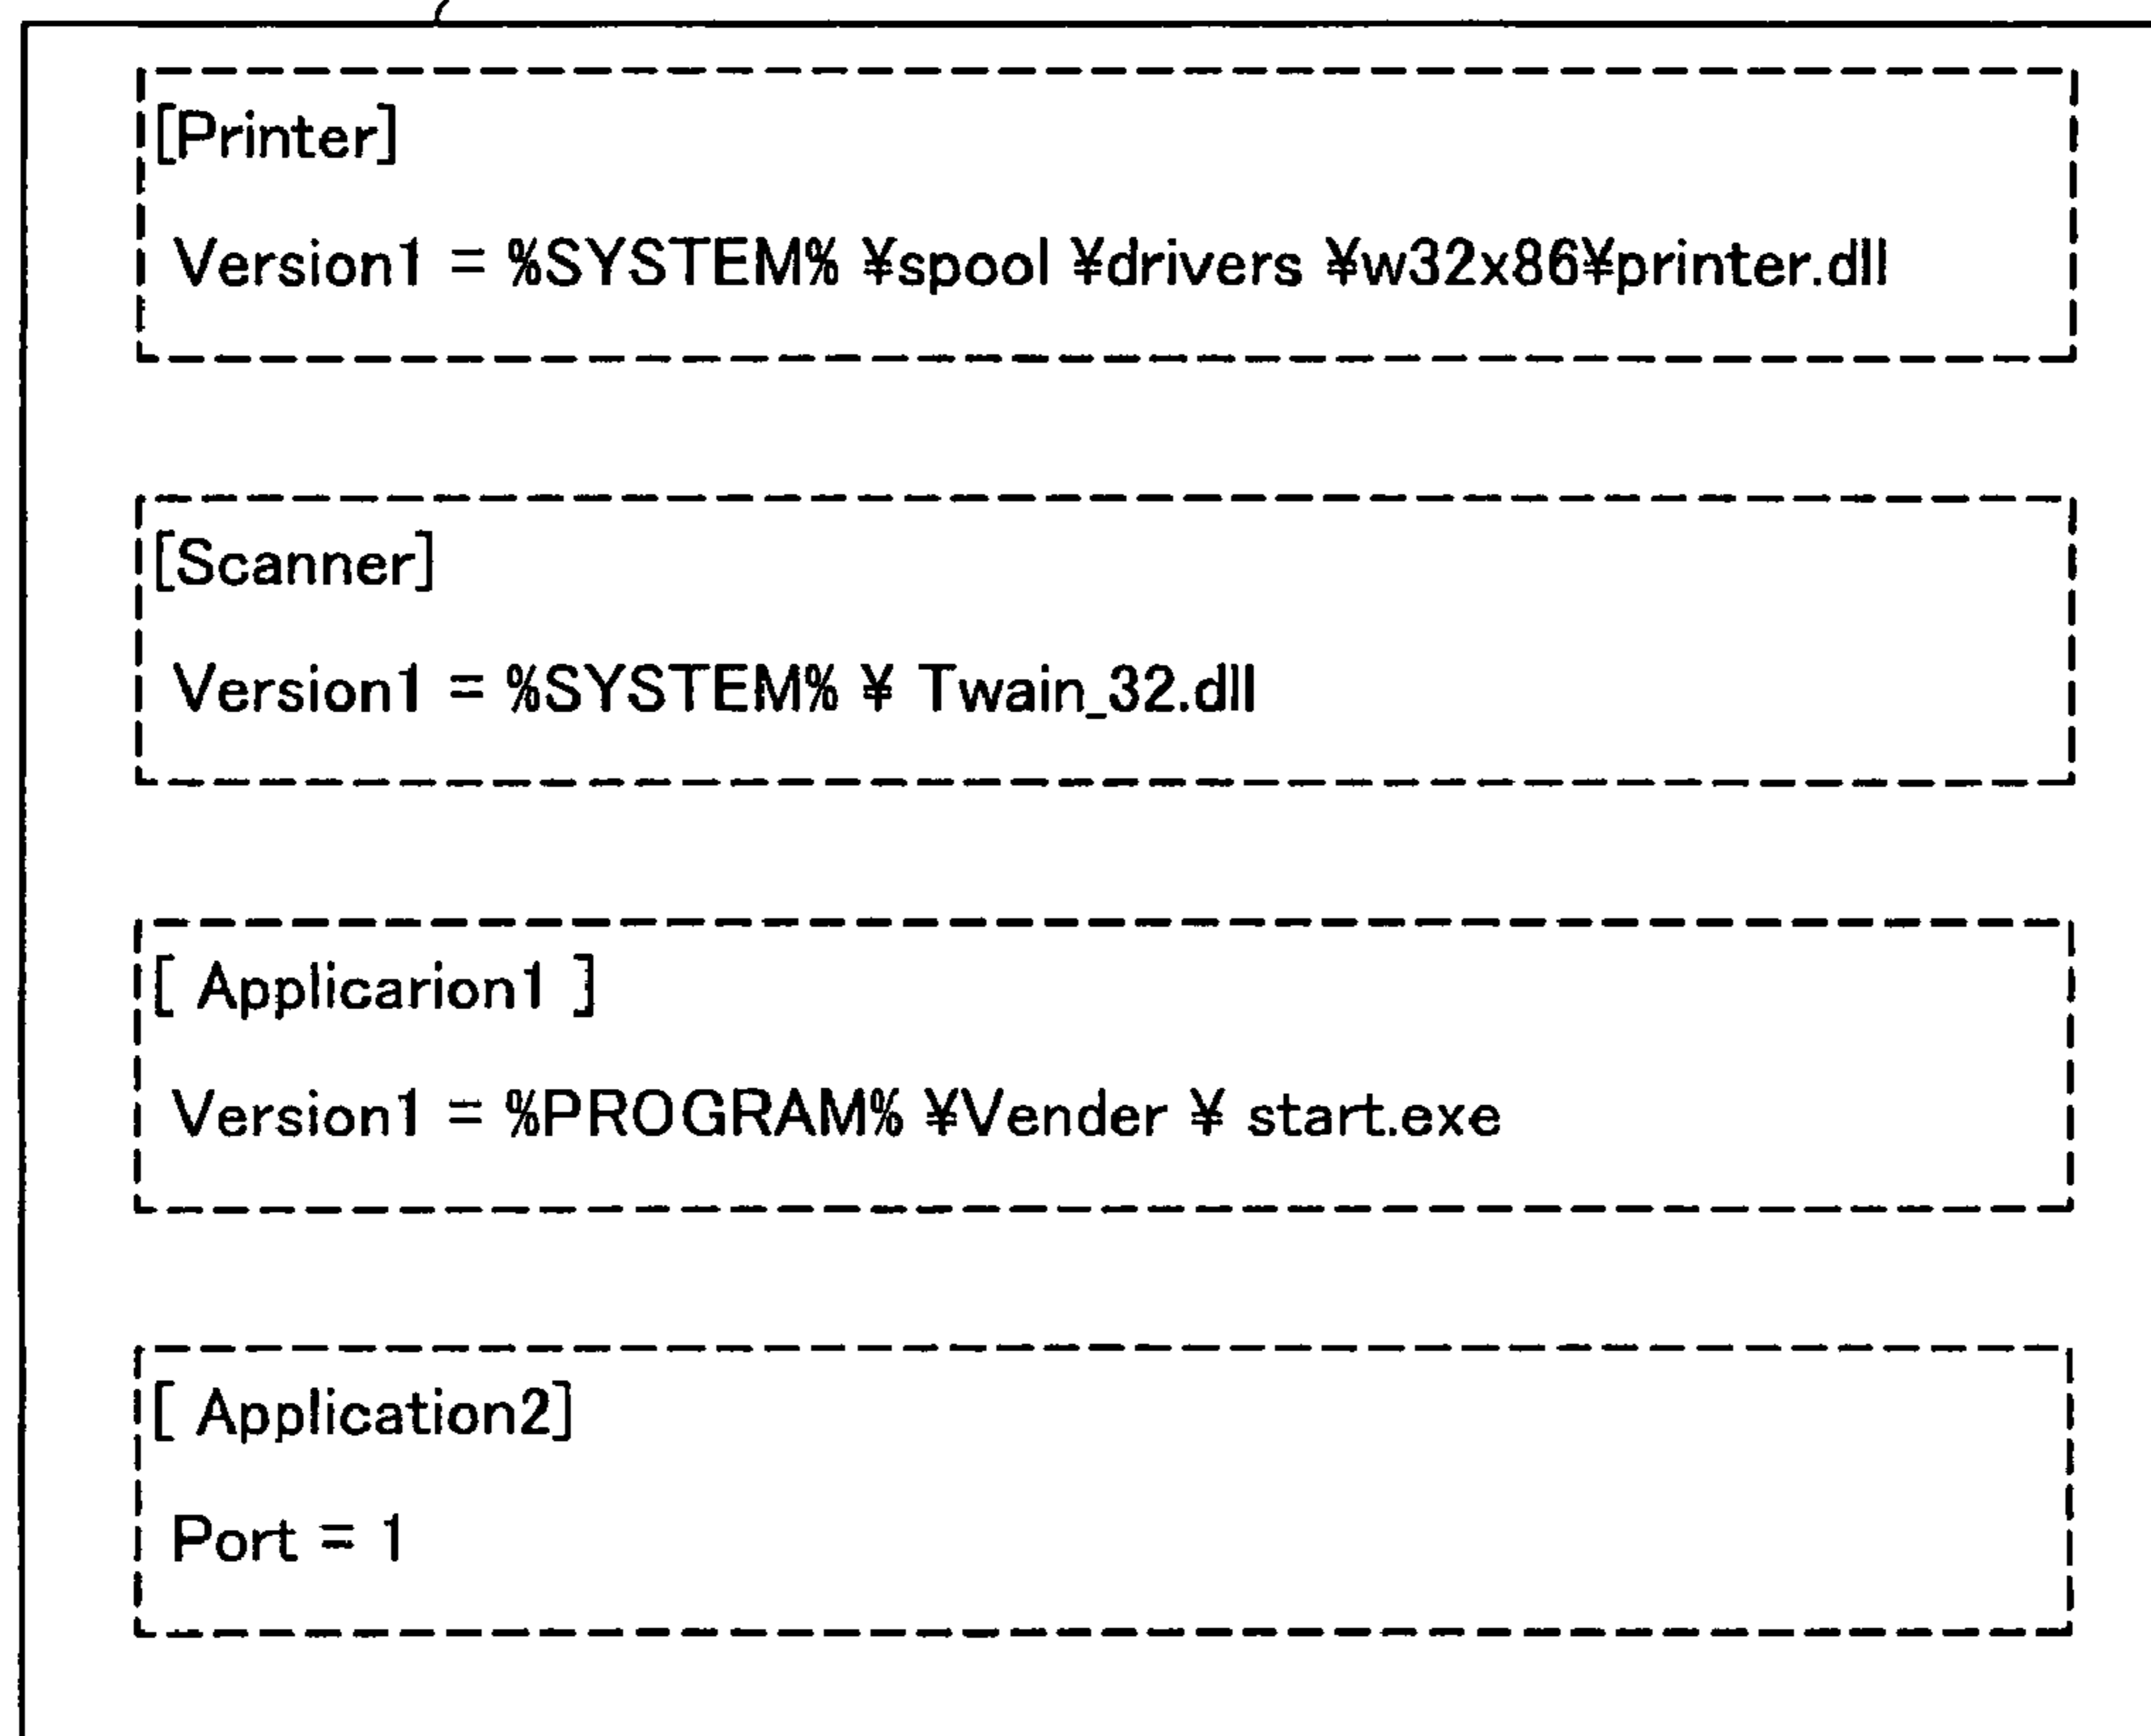 [Printer]
Version1 = %SYSTEM% ¥spool ¥drivers ¥w32x86¥printer.dll
[Scanner]
Version1 = %SYSTEM% ¥ Twain_32.dll
[ Applicarion1 ]
Version1 = %PROGRAM% ¥Vender ¥ start.exe
[ Application2]
Port = 1